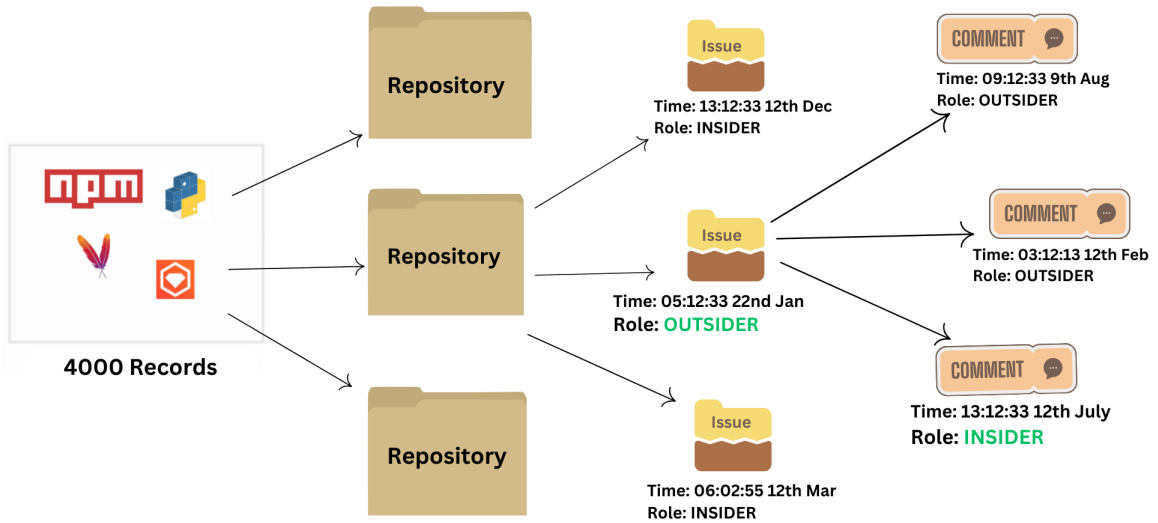 npm
4000 Records
Repository
Repository
Repository
Issue
Time: 13:12:33 12th Dec
Role: INSIDER
Issue
Time: 05:12:33 22nd Jan
Role: OUTSIDER
Issue
Time: 06:02:55 12th Mar
Role: INSIDER
COMMENT
Time: 09:12:33 9th Aug
Role: OUTSIDER
COMMENT
Time: 03:12:13 12th Feb
Role: OUTSIDER
COMMENT
Time: 13:12:33 12th July
Role: INSIDER